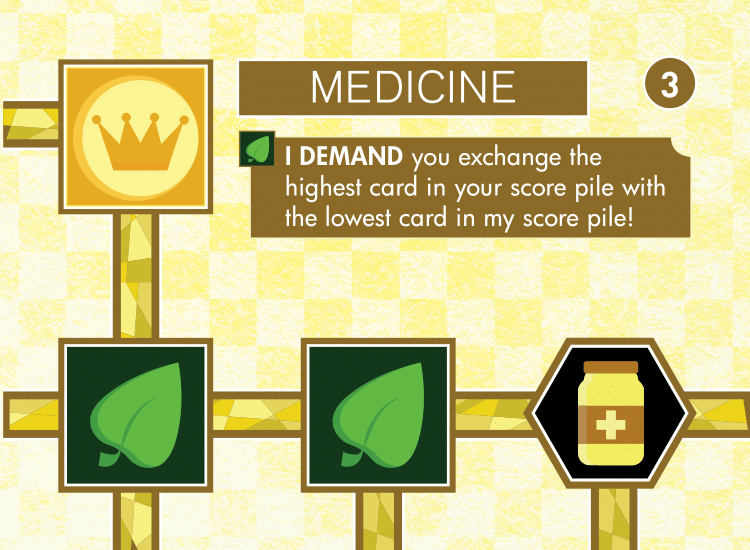 MEDICINE
3
I DEMAND you exchange the
highest card in your score pile with
the lowest card in my score pile!